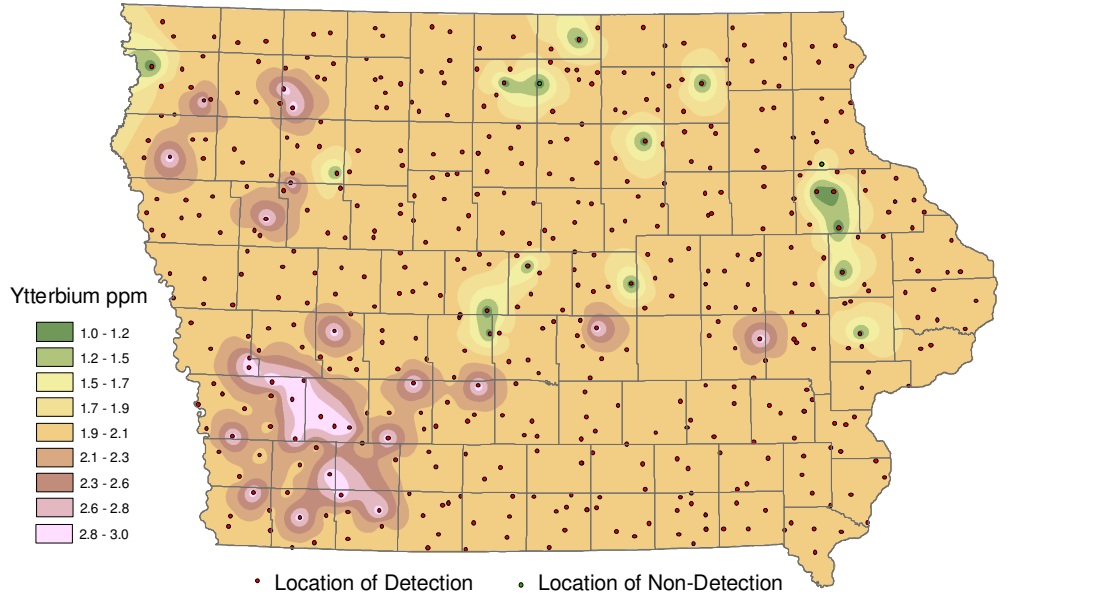 Ytterbium ppm
1.0 - 1.2
1.2 - 1.5
1.5 - 1.7
1.7 - 1.9
1.9 - 2.1
2.1 - 2.3
2.3 - 2.6
2.6 - 2.8
2.8 - 3.0
Location of Detection Location of Non-Detection